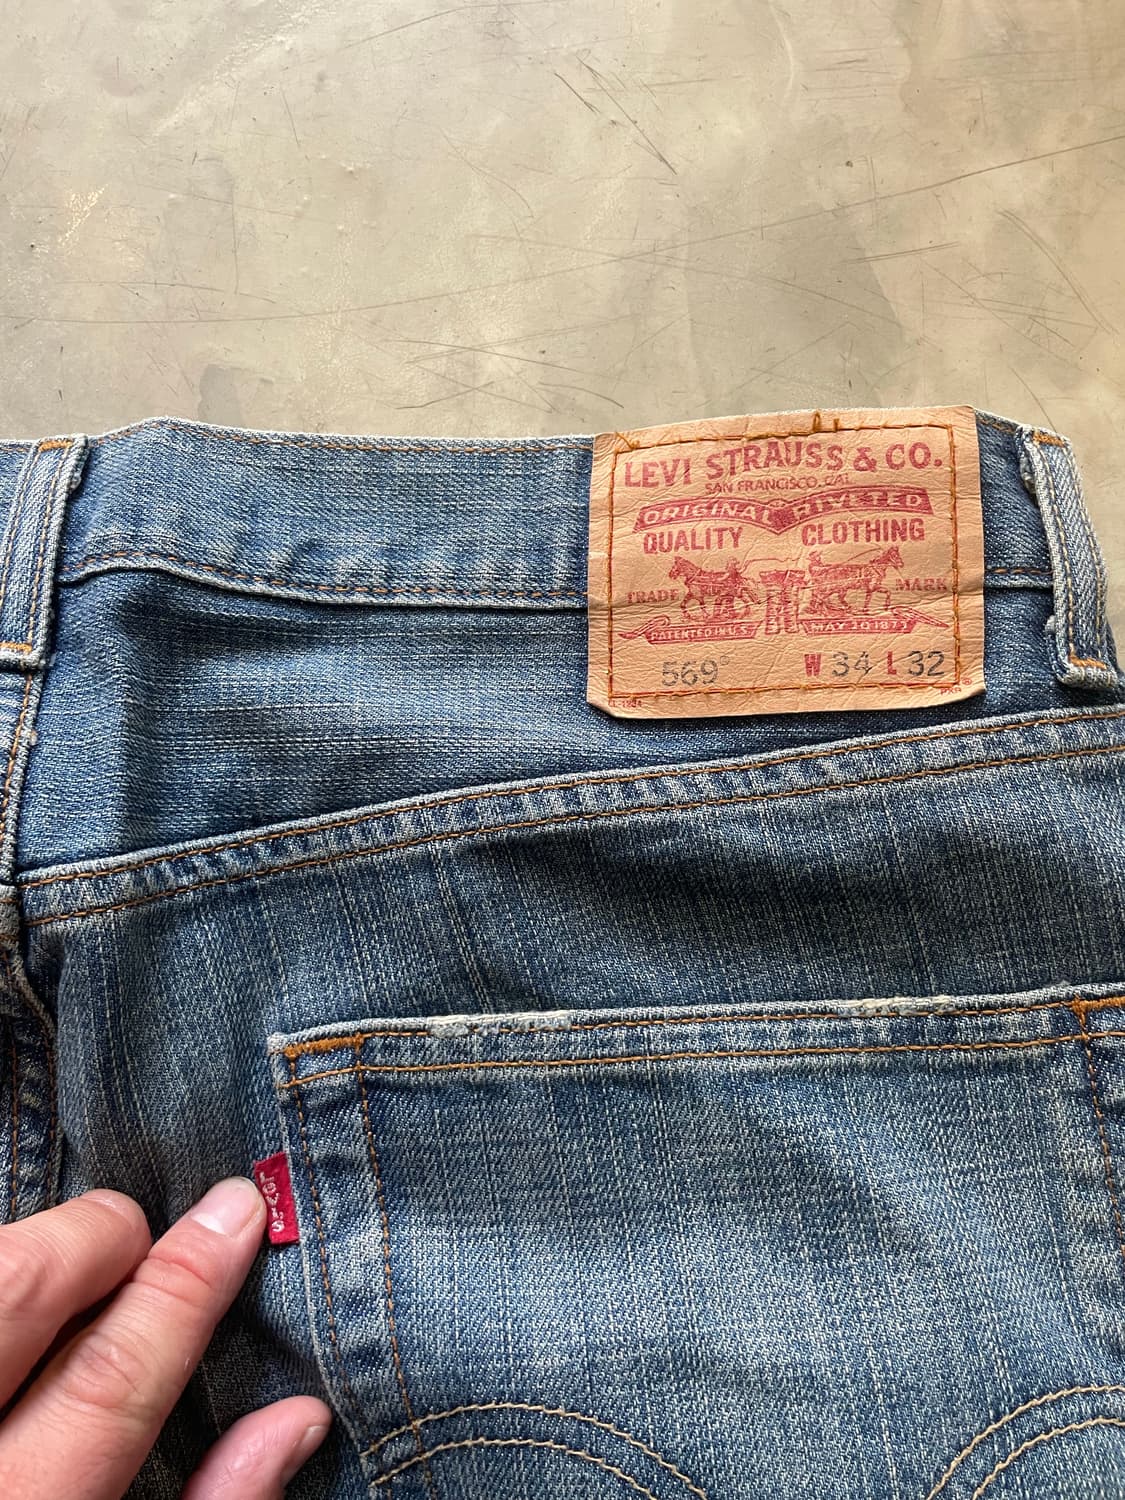 LEVI STRAUSS & CO.
SAN FRANCISCO, CAL.
ORIGINAL RIVETED
QUALITY CLOTHING
TRADE MARK
PATENTED IN U.S. MAY 20 1873
569® W 34 L 32
Levi's